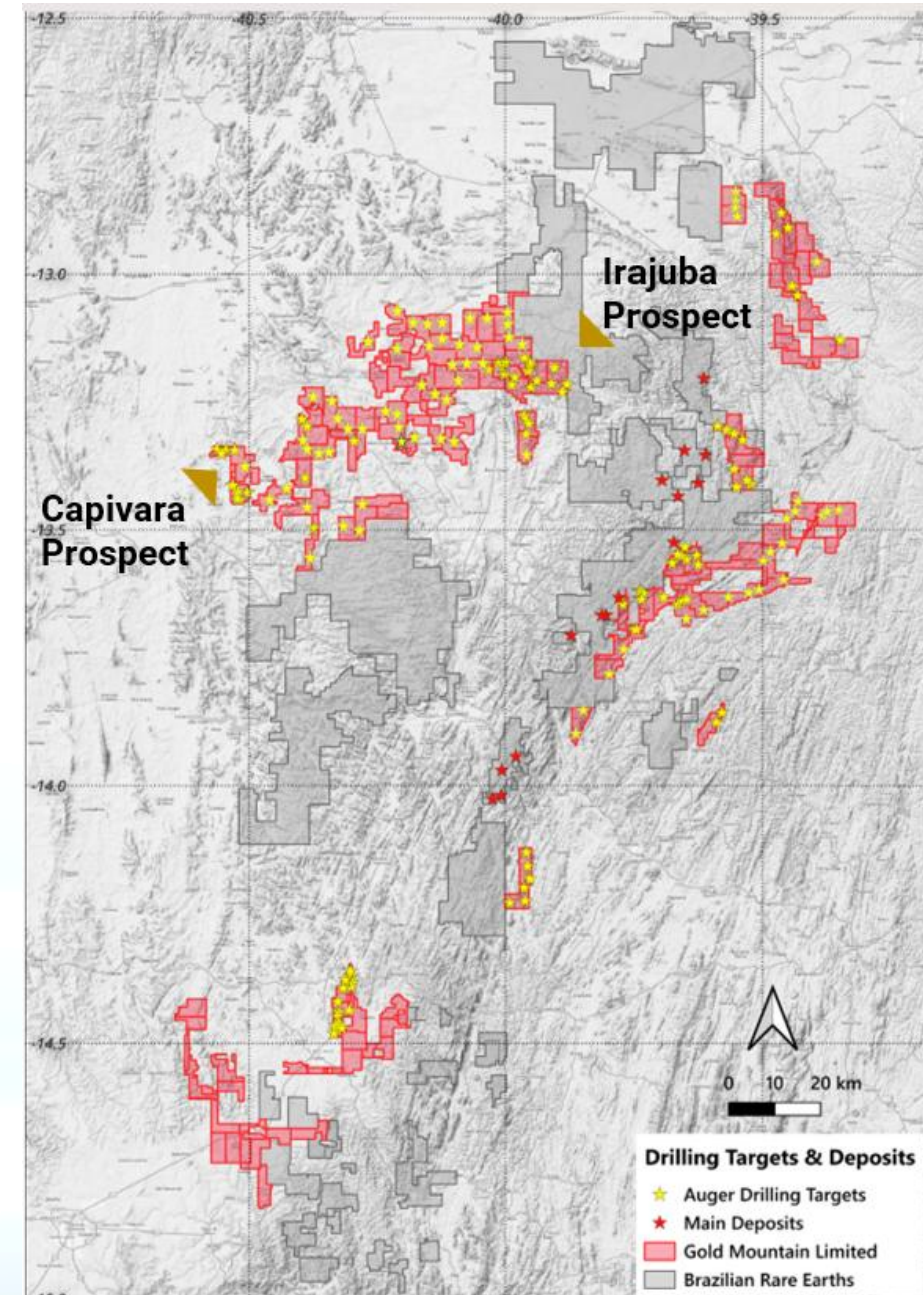 -12.5
-40.5
-40.0
-39.5
-13.0
Irajuba
Prospect
Capivara
Prospect
-13.5
-14.0
-14.5
0 10 20 km
Drilling Targets & Deposits
Auger Drilling Targets
Main Deposits
Gold Mountain Limited
Brazilian Rare Earths